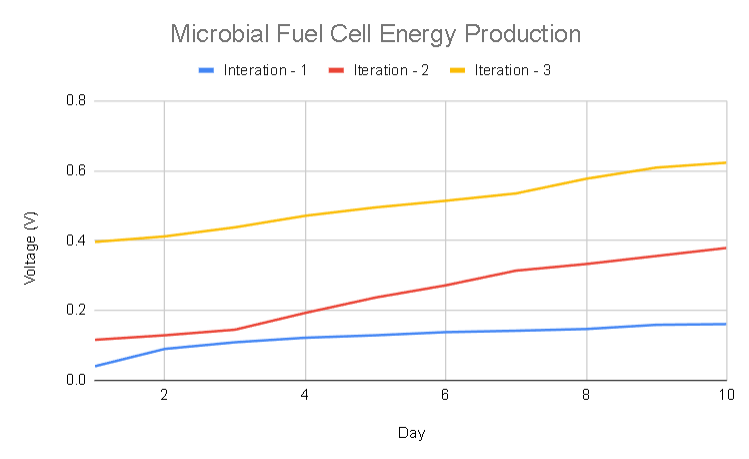 Microbial Fuel Cell Energy Production
Interation - 1 Iteration - 2 Iteration - 3
0.8
0.6
0.4
0.2
0.0
Voltage (V)
2 4 6 8 10
Day